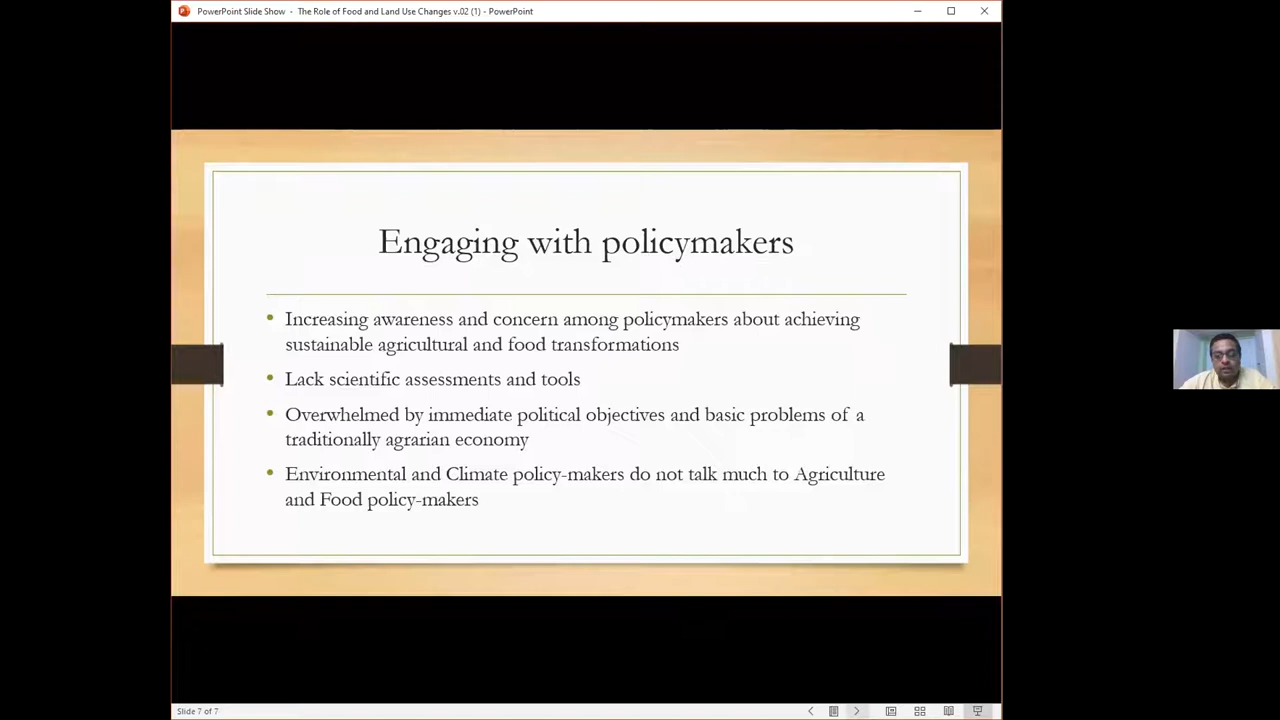 PowerPoint Slide Show - The Role of Food and Land Use Changes v.02 (1) - PowerPoint
Engaging with policymakers
• Increasing awareness and concern among policymakers about achieving
sustainable agricultural and food transformations
• Lack scientific assessments and tools
• Overwhelmed by immediate political objectives and basic problems of a
traditionally agrarian economy
• Environmental and Climate policy-makers do not talk much to Agriculture
and Food policy-makers
Slide 7 of 7